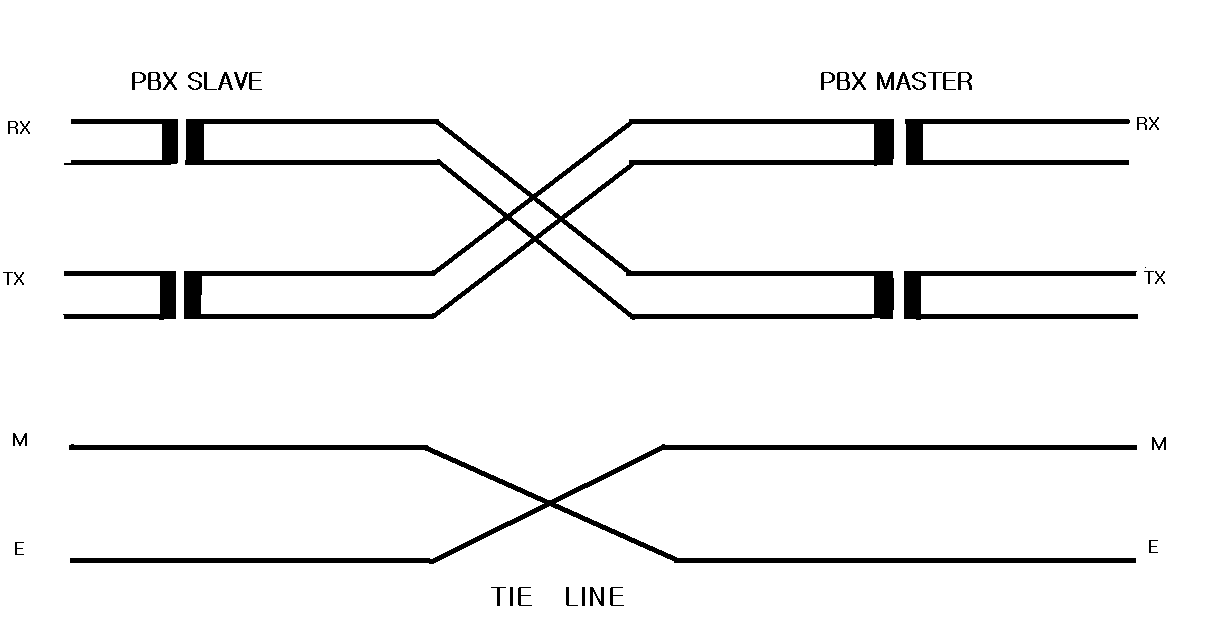 PBX SLAVE
PBX MASTER
RX
RX
TX
TX
M
M
E
E
TIE LINE